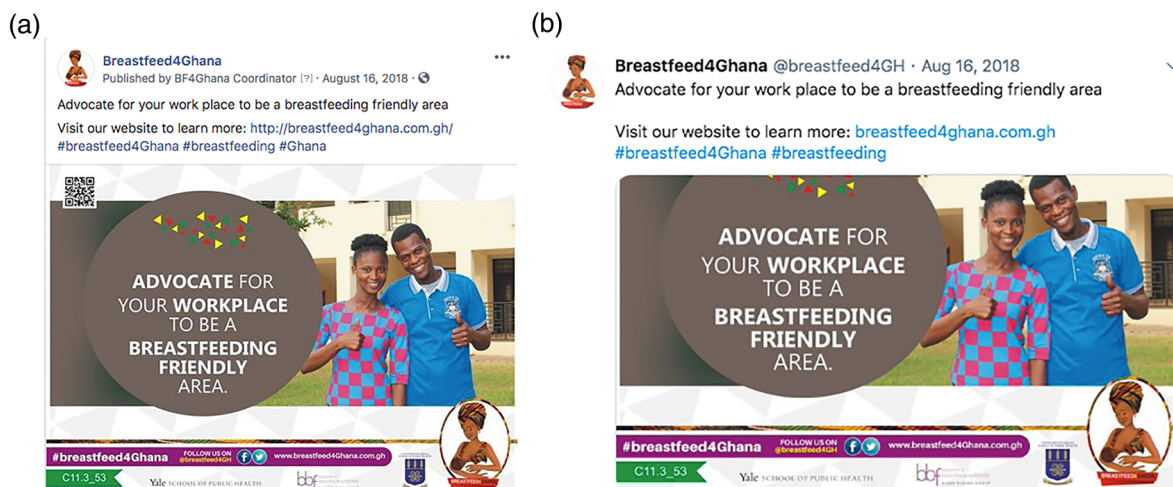 (a)
Breastfeed4Ghana
Published by BF4Ghana Coordinator [?] · August 16, 2018 ·
Advocate for your work place to be a breastfeeding friendly area
Visit our website to learn more: http://breastfeed4ghana.com.gh/
#breastfeed4Ghana #breastfeeding #Ghana
ADVOCATE FOR
YOUR WORKPLACE
TO BE A
BREASTFEEDING
FRIENDLY
AREA.
#breastfeed4Ghana
FOLLOW US ON
@breastfeed4GH
www.breastfeed4Ghana.com.gh
BREASTFEED4GHANA
C11.3_53
Yale SCHOOL OF PUBLIC HEALTH
bbf
(b)
Breastfeed4Ghana @breastfeed4GH · Aug 16, 2018
Advocate for your work place to be a breastfeeding friendly area
Visit our website to learn more: breastfeed4ghana.com.gh
#breastfeed4Ghana #breastfeeding
ADVOCATE FOR
YOUR WORKPLACE
TO BE A
BREASTFEEDING
FRIENDLY
AREA.
#breastfeed4Ghana
FOLLOW US ON
@breastfeed4GH
www.breastfeed4Ghana.com.gh
BREASTFEED4GHANA
C11.3_53
Yale SCHOOL OF PUBLIC HEALTH
bbf